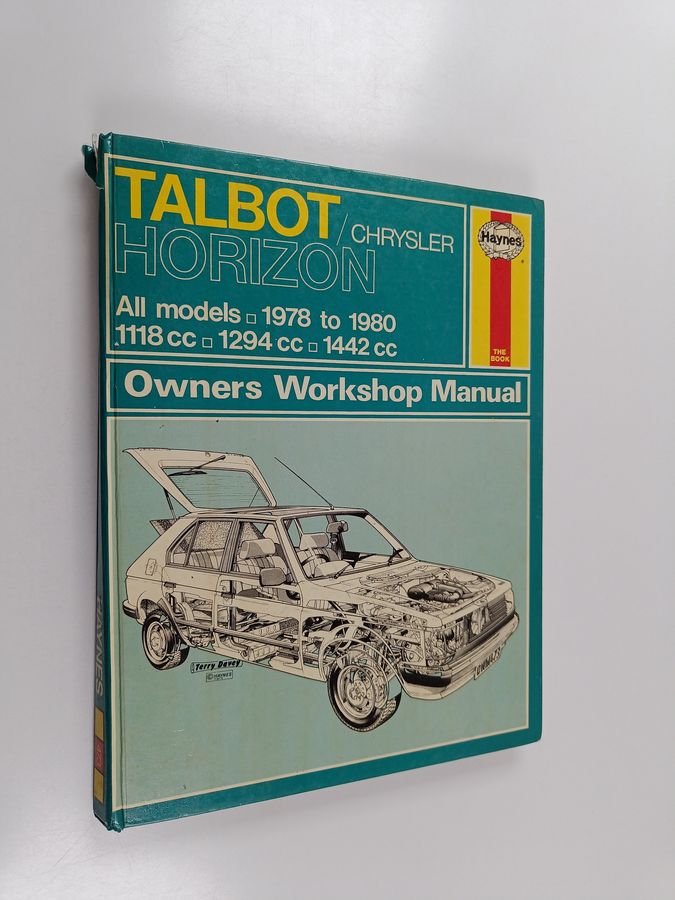 TALBOT
/ CHRYSLER
HORIZON
All models ▫ 1978 to 1980
1118 cc ▫ 1294 cc ▫ 1442 cc
Haynes
®
THE
BOOK
Owners Workshop Manual
Terry Davey
© HAYNES
HAYNES